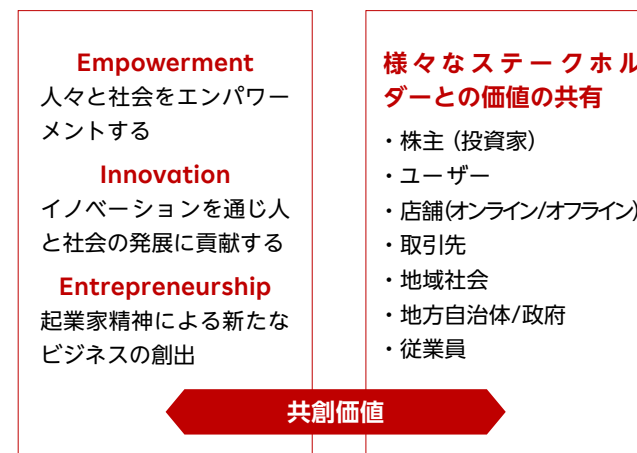 Empowerment
人々と社会をエンパワー
メントする
Innovation
イノベーションを通じ人
と社会の発展に貢献する
Entrepreneurship
起業家精神による新たな
ビジネスの創出
様々なステークホル
ダーとの価値の共有
・株主（投資家）
・ユーザー
・店舗(オンライン/オフライン)
・取引先
・地域社会
・地方自治体/政府
・従業員
共創価値